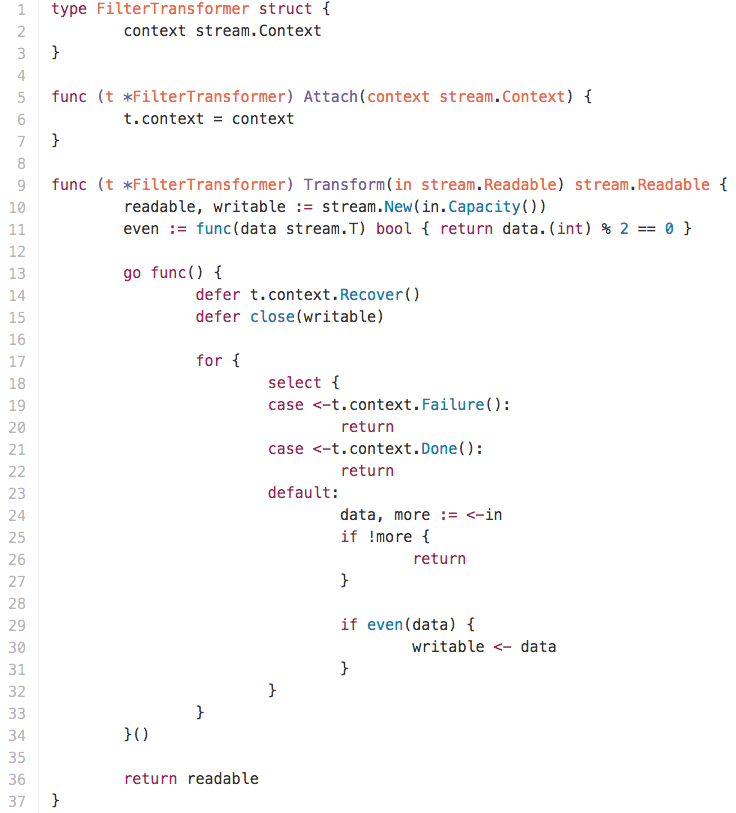 1 type FilterTransformer struct {
2 context stream.Context
3 }
4
5 func (t *FilterTransformer) Attach(context stream.Context) {
6 t.context = context
7 }
8
9 func (t *FilterTransformer) Transform(in stream.Readable) stream.Readable {
10 readable, writable := stream.New(in.Capacity())
11 even := func(data stream.T) bool { return data.(int) % 2 == 0 }
12
13 go func() {
14 defer t.context.Recover()
15 defer close(writable)
16
17 for {
18 select {
19 case <-t.context.Failure():
20 return
21 case <-t.context.Done():
22 return
23 default:
24 data, more := <-in
25 if !more {
26 return
27 }
28
29 if even(data) {
30 writable <- data
31 }
32 }
33 }
34 }()
35
36 return readable
37 }